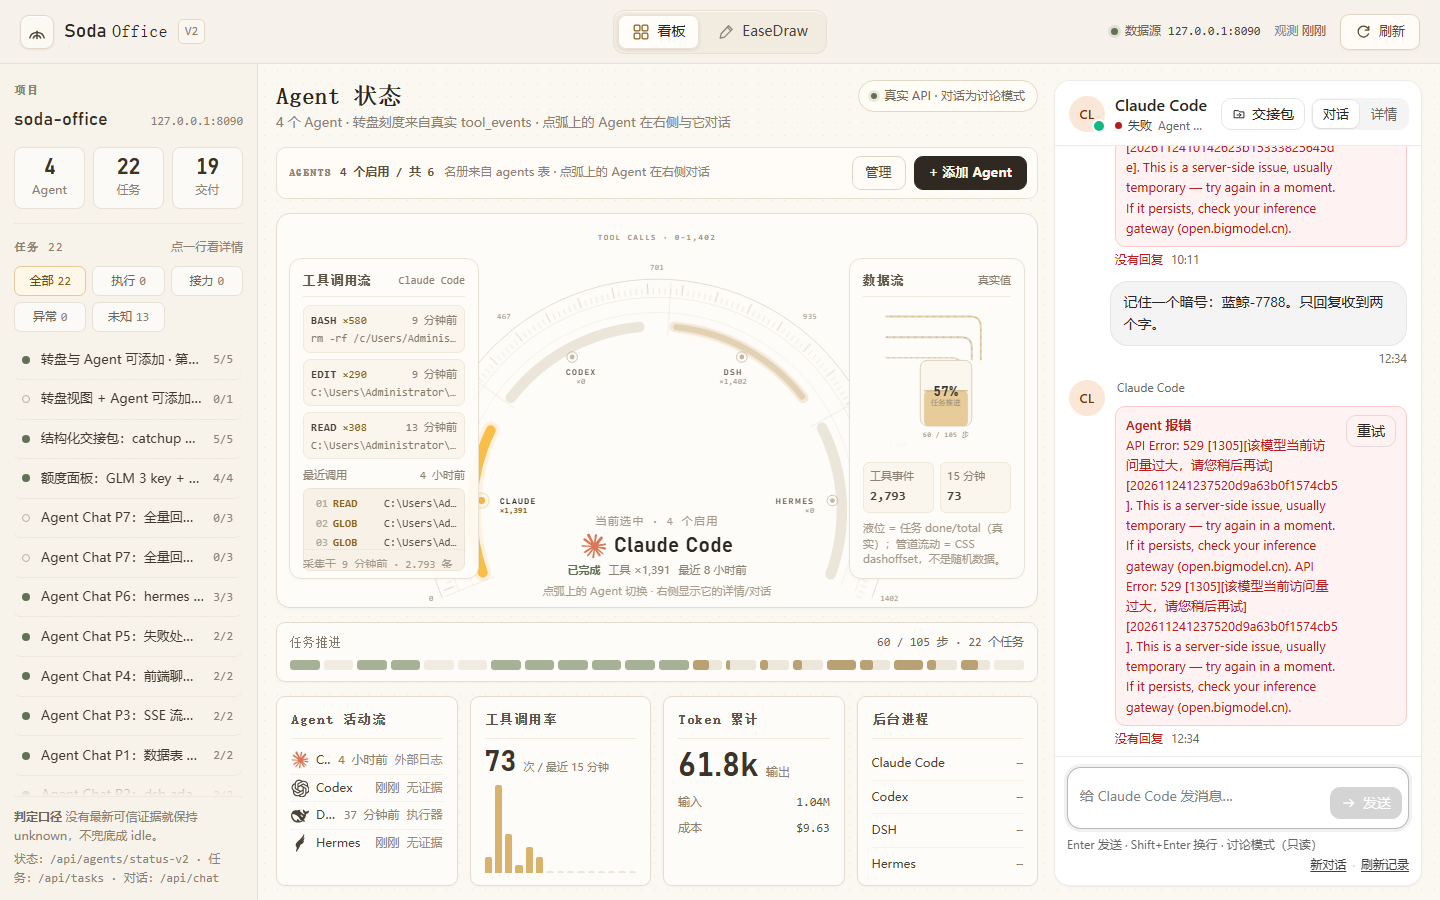 Soda Office V2
看板
EaseDraw
数据源 127.0.0.1:8090 观测 刚刚
刷新
项目
soda-office 127.0.0.1:8090
4 22 19
Agent 任务 交付
任务 22 点一行看详情
全部 22 执行 0 接力 0
异常 0 未知 13
转盘与 Agent 可添加 · 第... 5/5
转盘视图 + Agent 可添加... 0/1
结构化交接包：catchup ... 5/5
额度面板：GLM 3 key + ... 4/4
Agent Chat P7：全量回... 0/3
Agent Chat P7：全量回... 0/3
Agent Chat P6：hermes ... 3/3
Agent Chat P5：失败处... 2/2
Agent Chat P4：前端聊... 2/2
Agent Chat P3：SSE 流... 2/2
Agent Chat P1：数据表 ... 2/2
判定口径 没有最新可信证据就保持
unknown，不兜底成 idle。
状态: /api/agents/status-v2 · 任
务: /api/tasks · 对话: /api/chat
Agent 状态
4 个 Agent · 转盘刻度来自真实 tool_events · 点弧上的 Agent 在右侧与它对话
真实 API · 对话为讨论模式
AGENTS 4 个启用 / 共 6 名册来自 agents 表 · 点弧上的 Agent 在右侧对话
管理
+ 添加 Agent
TOOL CALLS · 0–1,402
701
467
935
0
1402
CODEX
×0
DSH
×1,402
CLAUDE
×1,391
HERMES
×0
工具调用流 Claude Code
BASH ×580 9 分钟前
rm -rf /c/Users/Adminis...
EDIT ×290 9 分钟前
C:\Users\Administrator\...
READ ×308 13 分钟前
C:\Users\Administrator\...
最近调用 4 小时前
01 READ C:\Users\Ad...
02 GLOB C:\Users\Ad...
03 GLOB C:\Users\Ad...
采集于 9 分钟前 · 2,793 条
当前选中 · 4 个启用
Claude Code
已完成 工具 ×1,391 最近 8 小时前
点弧上的 Agent 切换 · 右侧显示它的详情/对话
数据流 真实值
57%
任务推进
60 / 105 步
工具事件 15 分钟
2,793 73
液位 = 任务 done/total（真
实）；管道流动 = CSS
dashoffset，不是随机数据。
任务推进 60 / 105 步 · 22 个任务
Agent 活动流
C.. 4 小时前 外部日志
Codex 刚刚 无证据
D... 37 分钟前 执行器
Hermes 刚刚 无证据
工具调用率
73 次 / 最近 15 分钟
Token 累计
61.8k 输出
输入 1.04M
成本 $9.63
后台进程
Claude Code –
Codex –
DSH –
Hermes –
CL
Claude Code
失败 Agent ...
交接包
对话
详情
[20261124101426​23b15333825645d
e]. This is a server-side issue, usually
temporary — try again in a moment.
If it persists, check your inference
gateway (open.bigmodel.cn).
没有回复 10:11
记住一个暗号：蓝鲸-7788。只回复收到两
个字。
12:34
CL
Claude Code
Agent 报错
重试
API Error: 529 [1305][该模型当前访
问量过大，请您稍后再试]
[202611241237520d9a63b0f1574cb5
]. This is a server-side issue, usually
temporary — try again in a moment.
If it persists, check your inference
gateway (open.bigmodel.cn). API
Error: 529 [1305][该模型当前访问量
过大，请您稍后再试]
[202611241237520d9a63b0f1574cb5
]. This is a server-side issue, usually
temporary — try again in a moment.
If it persists, check your inference
gateway (open.bigmodel.cn).
没有回复 12:34
给 Claude Code 发消息...
发送
Enter 发送 · Shift+Enter 换行 · 讨论模式（只读）
新对话 · 刷新记录